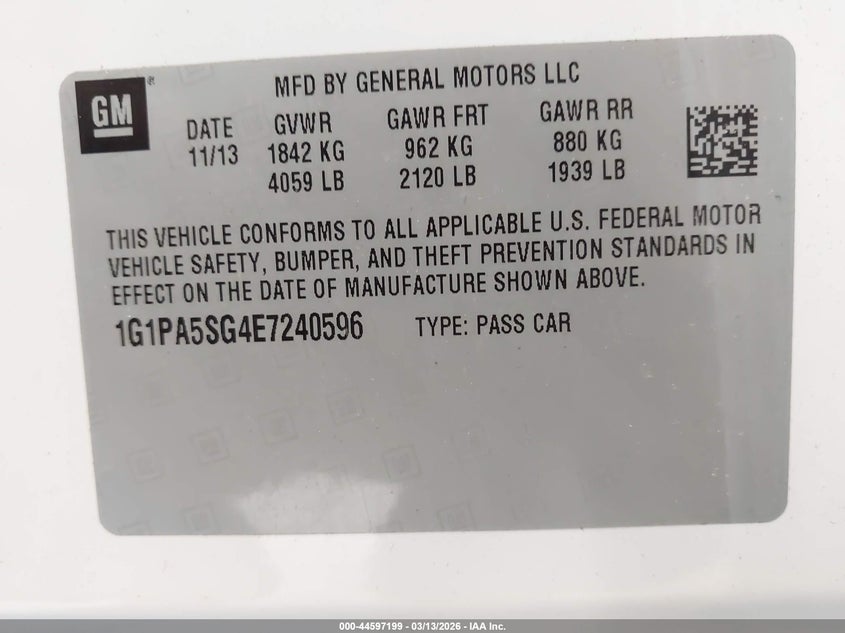 GM ®
MFD BY GENERAL MOTORS LLC
DATE GVWR GAWR FRT GAWR RR
11/13 1842 KG 962 KG 880 KG
4059 LB 2120 LB 1939 LB
THIS VEHICLE CONFORMS TO ALL APPLICABLE U.S. FEDERAL MOTOR
VEHICLE SAFETY, BUMPER, AND THEFT PREVENTION STANDARDS IN
EFFECT ON THE DATE OF MANUFACTURE SHOWN ABOVE.
1G1PA5SG4E7240596 TYPE: PASS CAR
000-44597199 — 03/13/2026 — IAA Inc.